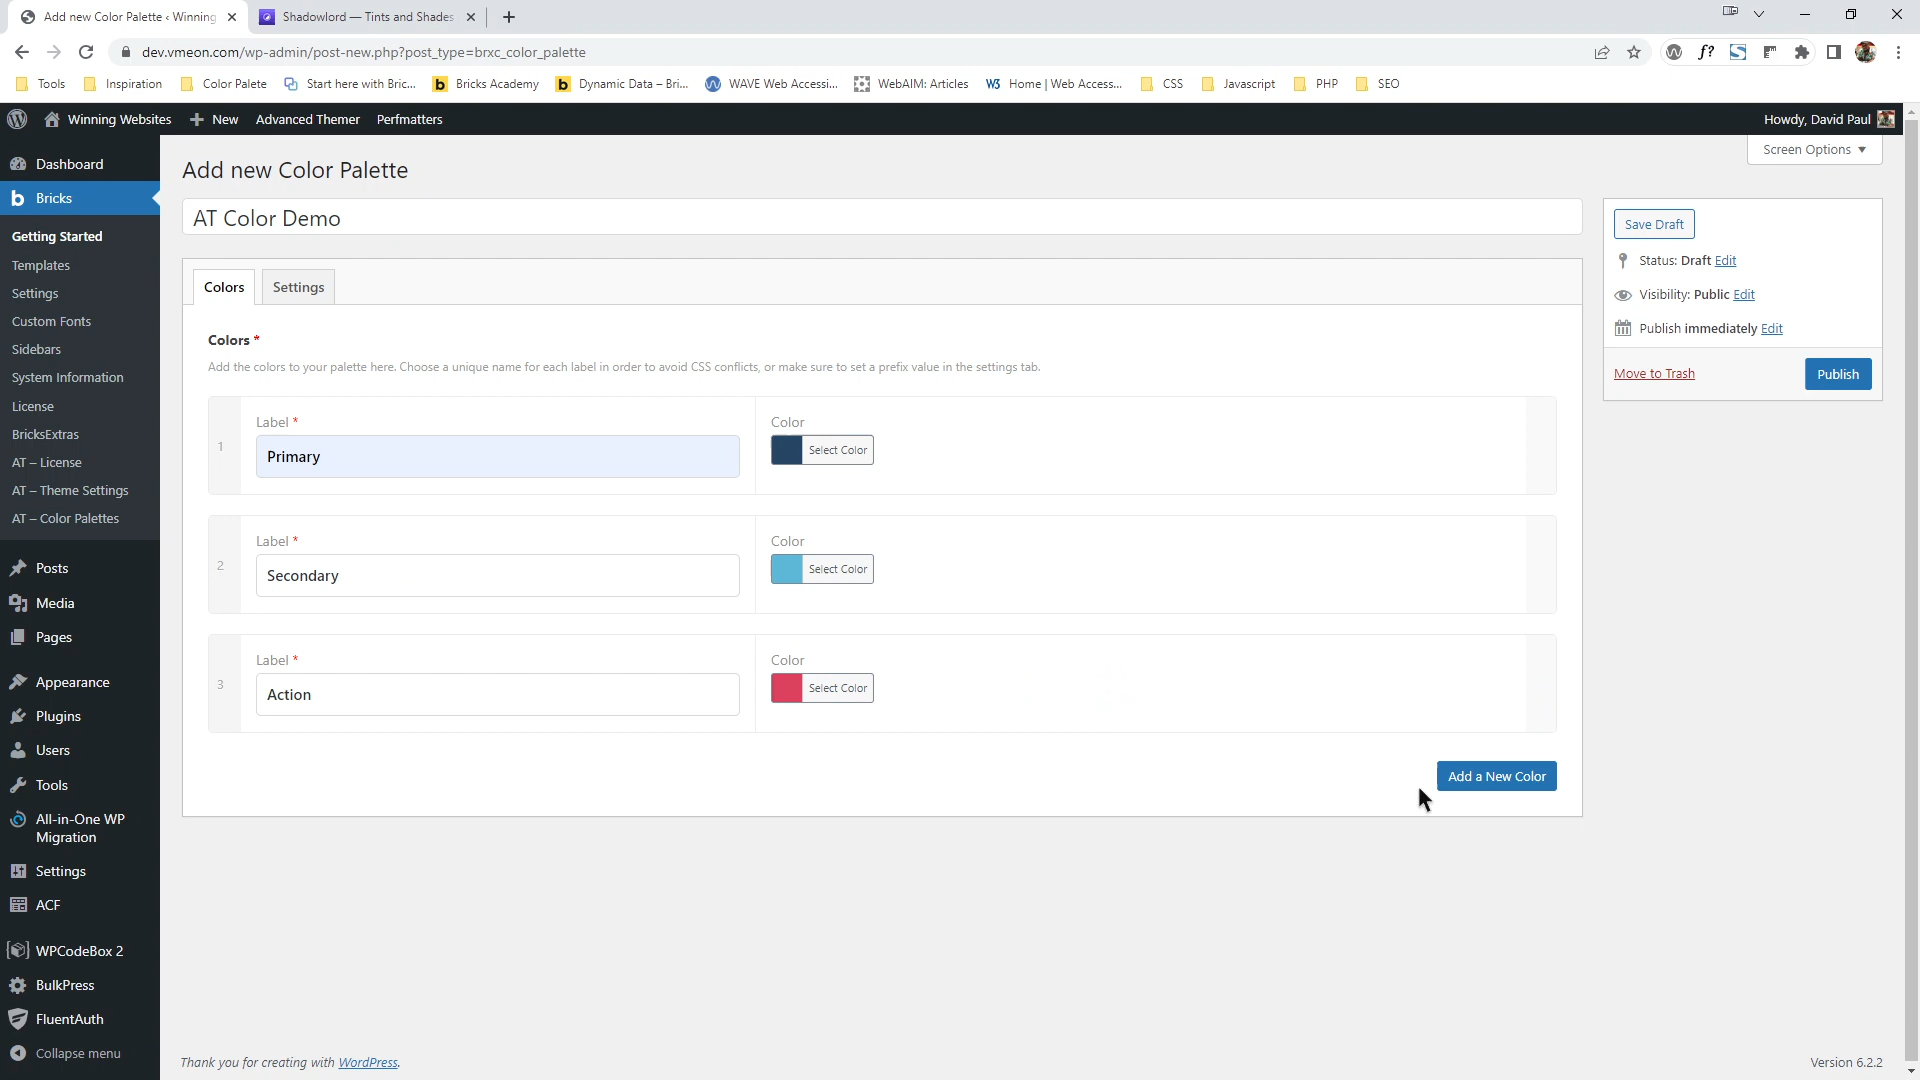 Add new Color Palette ‹ Winning
Shadowlord — Tints and Shades
dev.vmeon.com/wp-admin/post-new.php?post_type=brxc_color_palette
f?
Tools
Inspiration
Color Palete
Start here with Bric...
Bricks Academy
Dynamic Data – Bri...
WAVE Web Accessi...
WebAIM: Articles
Home | Web Access...
CSS
Javascript
PHP
SEO
Winning Websites
New
Advanced Themer
Perfmatters
Howdy, David Paul
Dashboard
Bricks
Getting Started
Templates
Settings
Custom Fonts
Sidebars
System Information
License
BricksExtras
AT – License
AT – Theme Settings
AT – Color Palettes
Posts
Media
Pages
Appearance
Plugins
Users
Tools
All-in-One WP
Migration
Settings
ACF
WPCodeBox 2
BulkPress
FluentAuth
Collapse menu
Screen Options
Add new Color Palette
AT Color Demo
Colors
Settings
Colors *
Add the colors to your palette here. Choose a unique name for each label in order to avoid CSS conflicts, or make sure to set a prefix value in the settings tab.
1
Label *
Primary
Color
Select Color
2
Label *
Secondary
Color
Select Color
3
Label *
Action
Color
Select Color
Add a New Color
Save Draft
Status: Draft Edit
Visibility: Public Edit
Publish immediately Edit
Move to Trash
Publish
Thank you for creating with WordPress.
Version 6.2.2